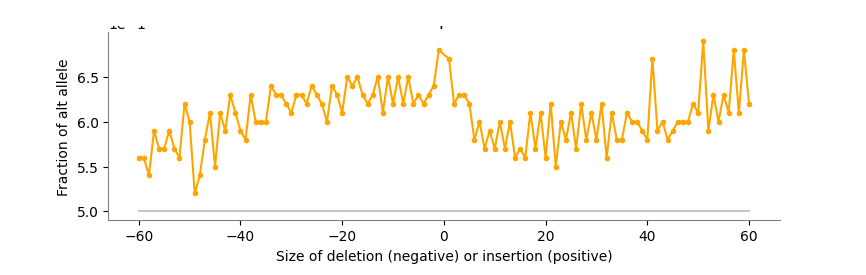 6.5
6.0
5.5
5.0
Fraction of alt allele
−60 −40 −20 0 20 40 60
Size of deletion (negative) or insertion (positive)